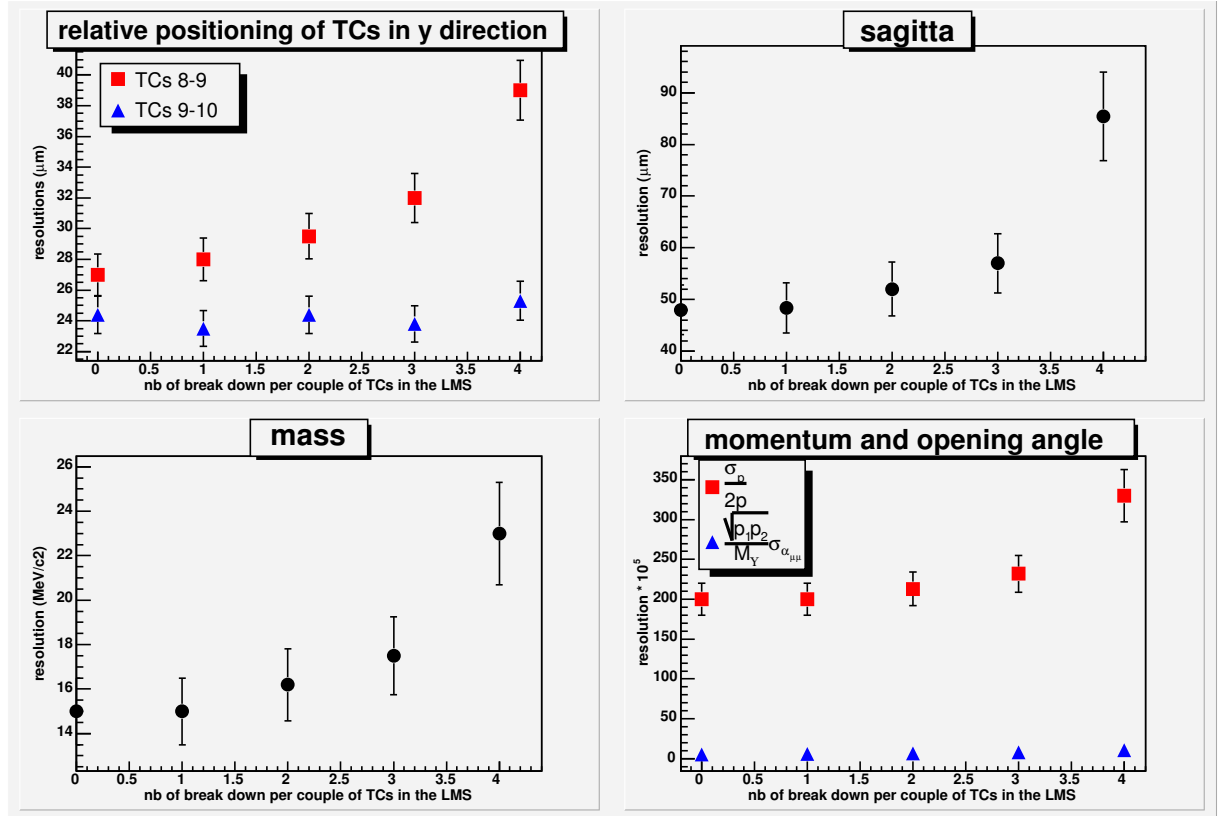 relative positioning of TCs in y direction
TCs 8-9
TCs 9-10
resolutions (μm)
40
38
36
34
32
30
28
26
24
22
0 0.5 1 1.5 2 2.5 3 3.5 4
nb of break down per couple of TCs in the LMS
sagitta
resolution (μm)
90
80
70
60
50
40
0 0.5 1 1.5 2 2.5 3 3.5 4
nb of break down per couple of TCs in the LMS
mass
resolution (MeV/c2)
26
24
22
20
18
16
14
0 0.5 1 1.5 2 2.5 3 3.5 4
nb of break down per couple of TCs in the LMS
momentum and opening angle
σp
2p
√p1p2
MΥ σαμμ
resolution * 10^5
350
300
250
200
150
100
50
0
0 0.5 1 1.5 2 2.5 3 3.5 4
nb of break down per couple of TCs in the LMS